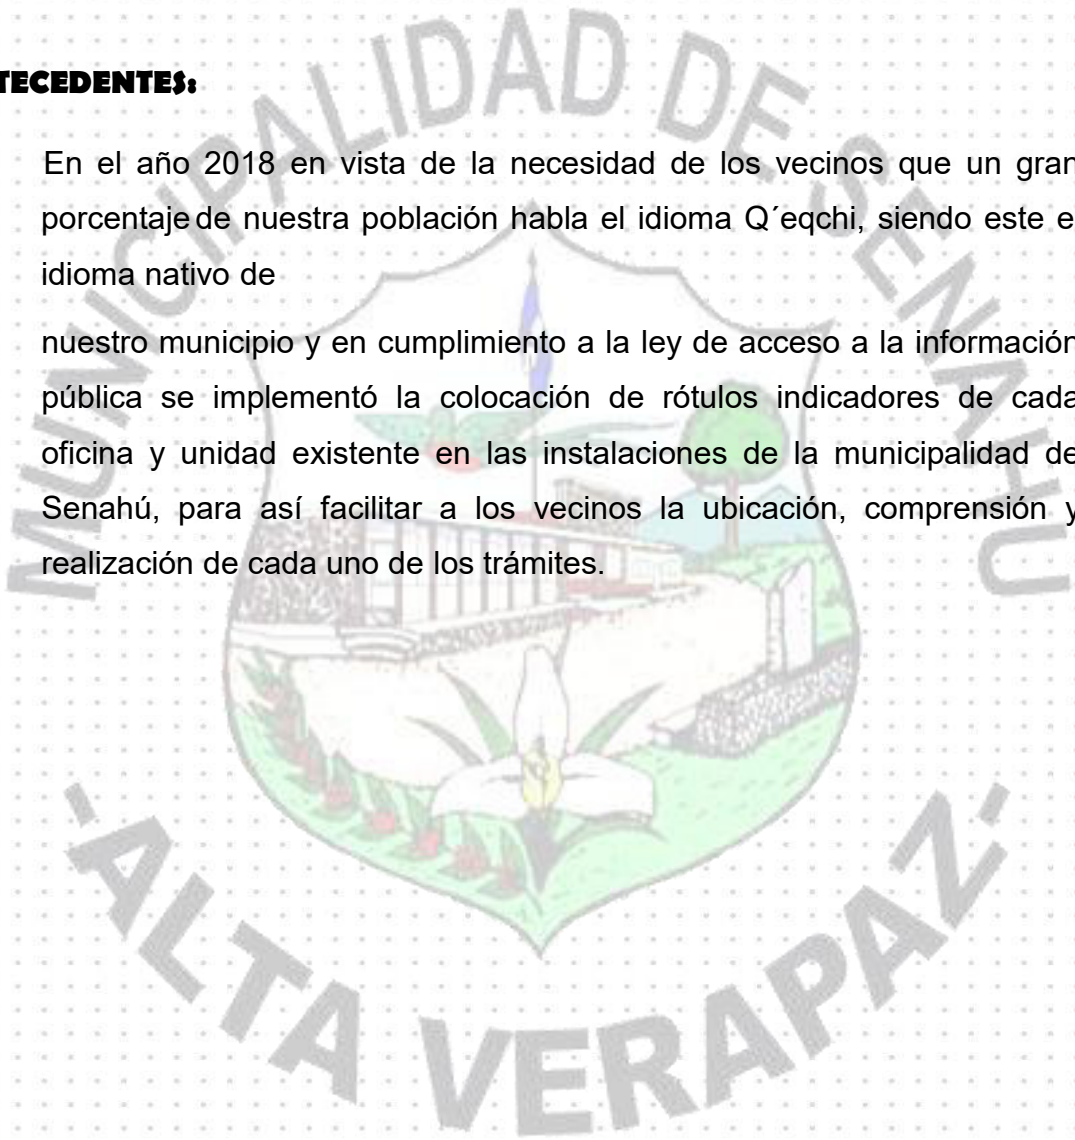 TECEDENTES:
En el año 2018 en vista de la necesidad de los vecinos que un gran
porcentaje de nuestra población habla el idioma Q´eqchi, siendo este e
idioma nativo de
nuestro municipio y en cumplimiento a la ley de acceso a la información
pública se implementó la colocación de rótulos indicadores de cada
oficina y unidad existente en las instalaciones de la municipalidad de
Senahú, para así facilitar a los vecinos la ubicación, comprensión y
realización de cada uno de los trámites.
MUNICIPALIDAD DE SENAHU
-ALTA VERAPAZ-